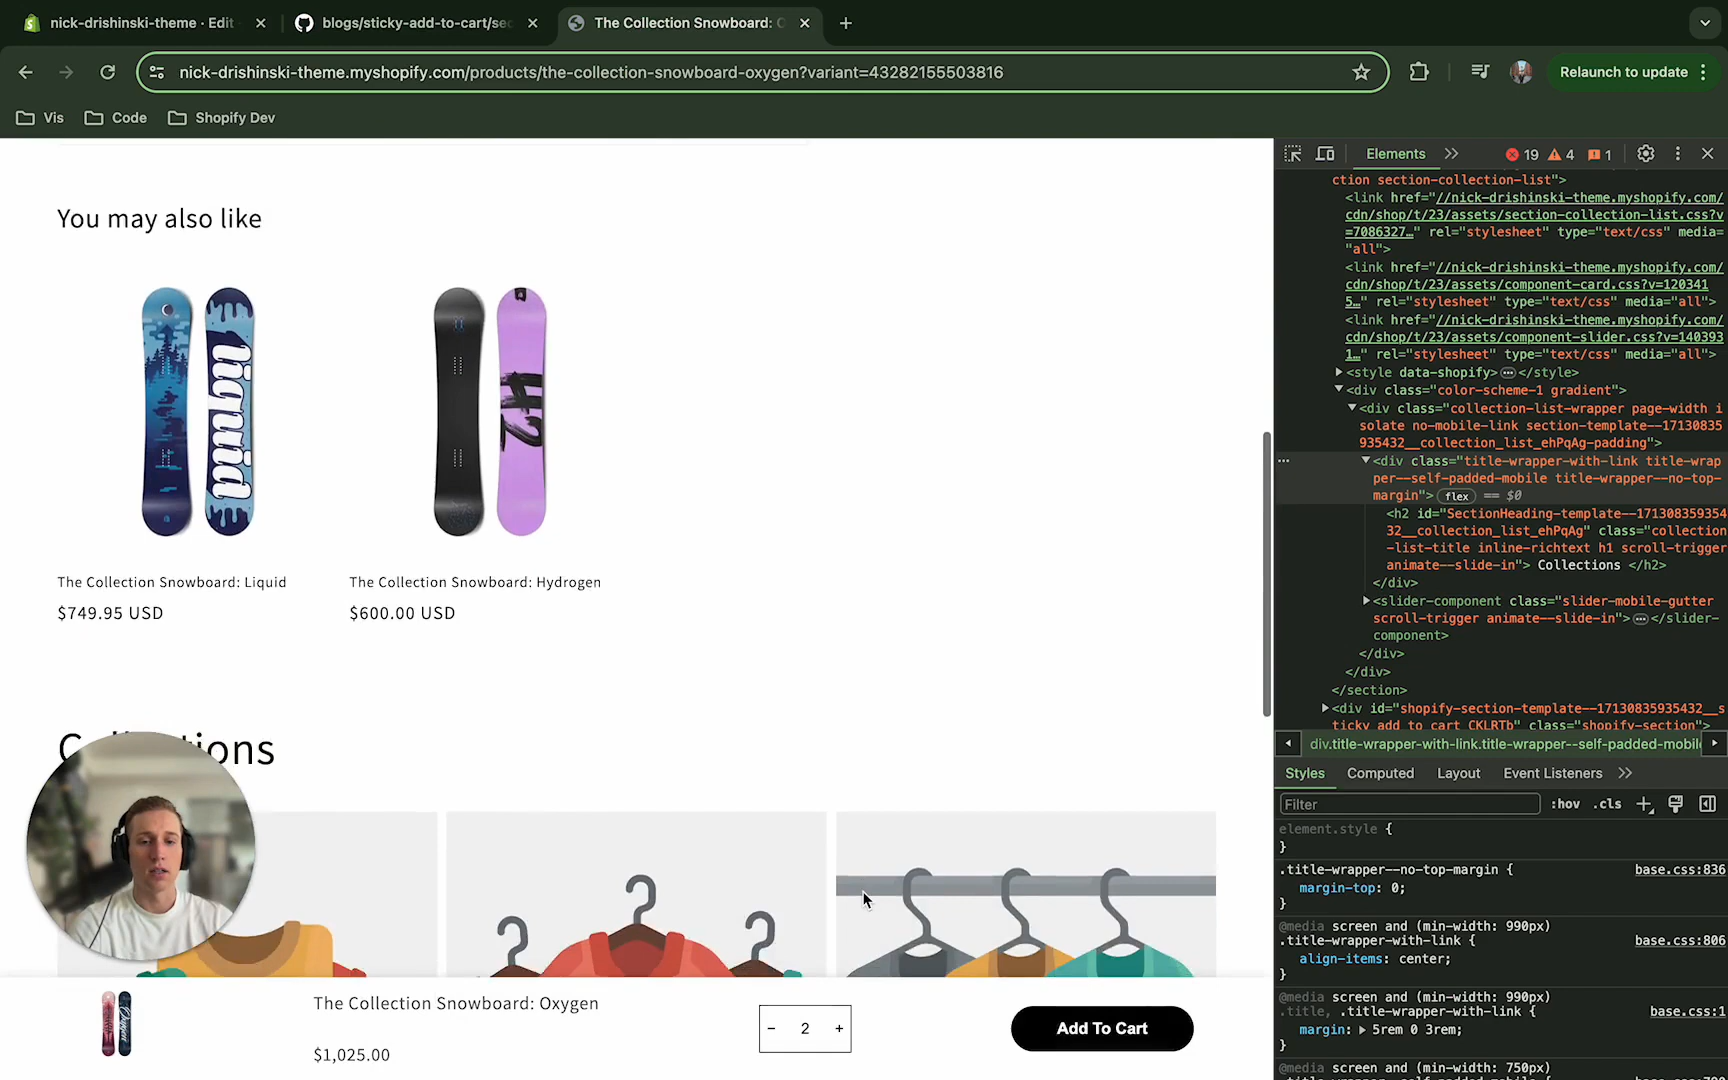 nick-drishinski-theme · Edit
blogs/sticky-add-to-cart/sec
The Collection Snowboard: O
nick-drishinski-theme.myshopify.com/products/the-collection-snowboard-oxygen?variant=43282155503816
Relaunch to update
Vis
Code
Shopify Dev
You may also like
The Collection Snowboard: Liquid
$749.95 USD
The Collection Snowboard: Hydrogen
$600.00 USD
The Collection Snowboard: Oxygen
$1,025.00
− 2 +
Add To Cart
Elements
19
4
1
ction section-collection-list">
<link href="//nick-drishinski-theme.myshopify.com/
cdn/shop/t/23/assets/section-collection-list.css?v
=7086327…" rel="stylesheet" type="text/css" media=
"all">
<link href="//nick-drishinski-theme.myshopify.com/
cdn/shop/t/23/assets/component-card.css?v=120341
5…" rel="stylesheet" type="text/css" media="all">
<link href="//nick-drishinski-theme.myshopify.com/
cdn/shop/t/23/assets/component-slider.css?v=140393
1…" rel="stylesheet" type="text/css" media="all">
<style data-shopify>…</style>
<div class="color-scheme-1 gradient">
<div class="collection-list-wrapper page-width i
solate no-mobile-link section-template--17130835
935432__collection_list_ehPqAg-padding">
<div class="title-wrapper-with-link title-wrap
per--self-padded-mobile title-wrapper--no-top-
margin"> flex == $0
<h2 id="SectionHeading-template--171308359354
32__collection_list_ehPqAg" class="collection
-list-title inline-richtext h1 scroll-trigger
animate--slide-in"> Collections </h2>
</div>
<slider-component class="slider-mobile-gutter
scroll-trigger animate--slide-in">…</slider-
component>
</div>
</div>
</section>
<div id="shopify-section-template--17130835935432__s
ticky_add_to_cart_CKLRTb" class="shopify-section">
div.title-wrapper-with-link.title-wrapper--self-padded-mobil
Styles
Computed
Layout
Event Listeners
Filter
:hov .cls
element.style {
}
.title-wrapper--no-top-margin { base.css:836
margin-top: 0;
}
@media screen and (min-width: 990px)
.title-wrapper-with-link { base.css:806
align-items: center;
}
@media screen and (min-width: 990px)
.title, .title-wrapper-with-link { base.css:1
margin: 5rem 0 3rem;
}
@media screen and (min-width: 750px)